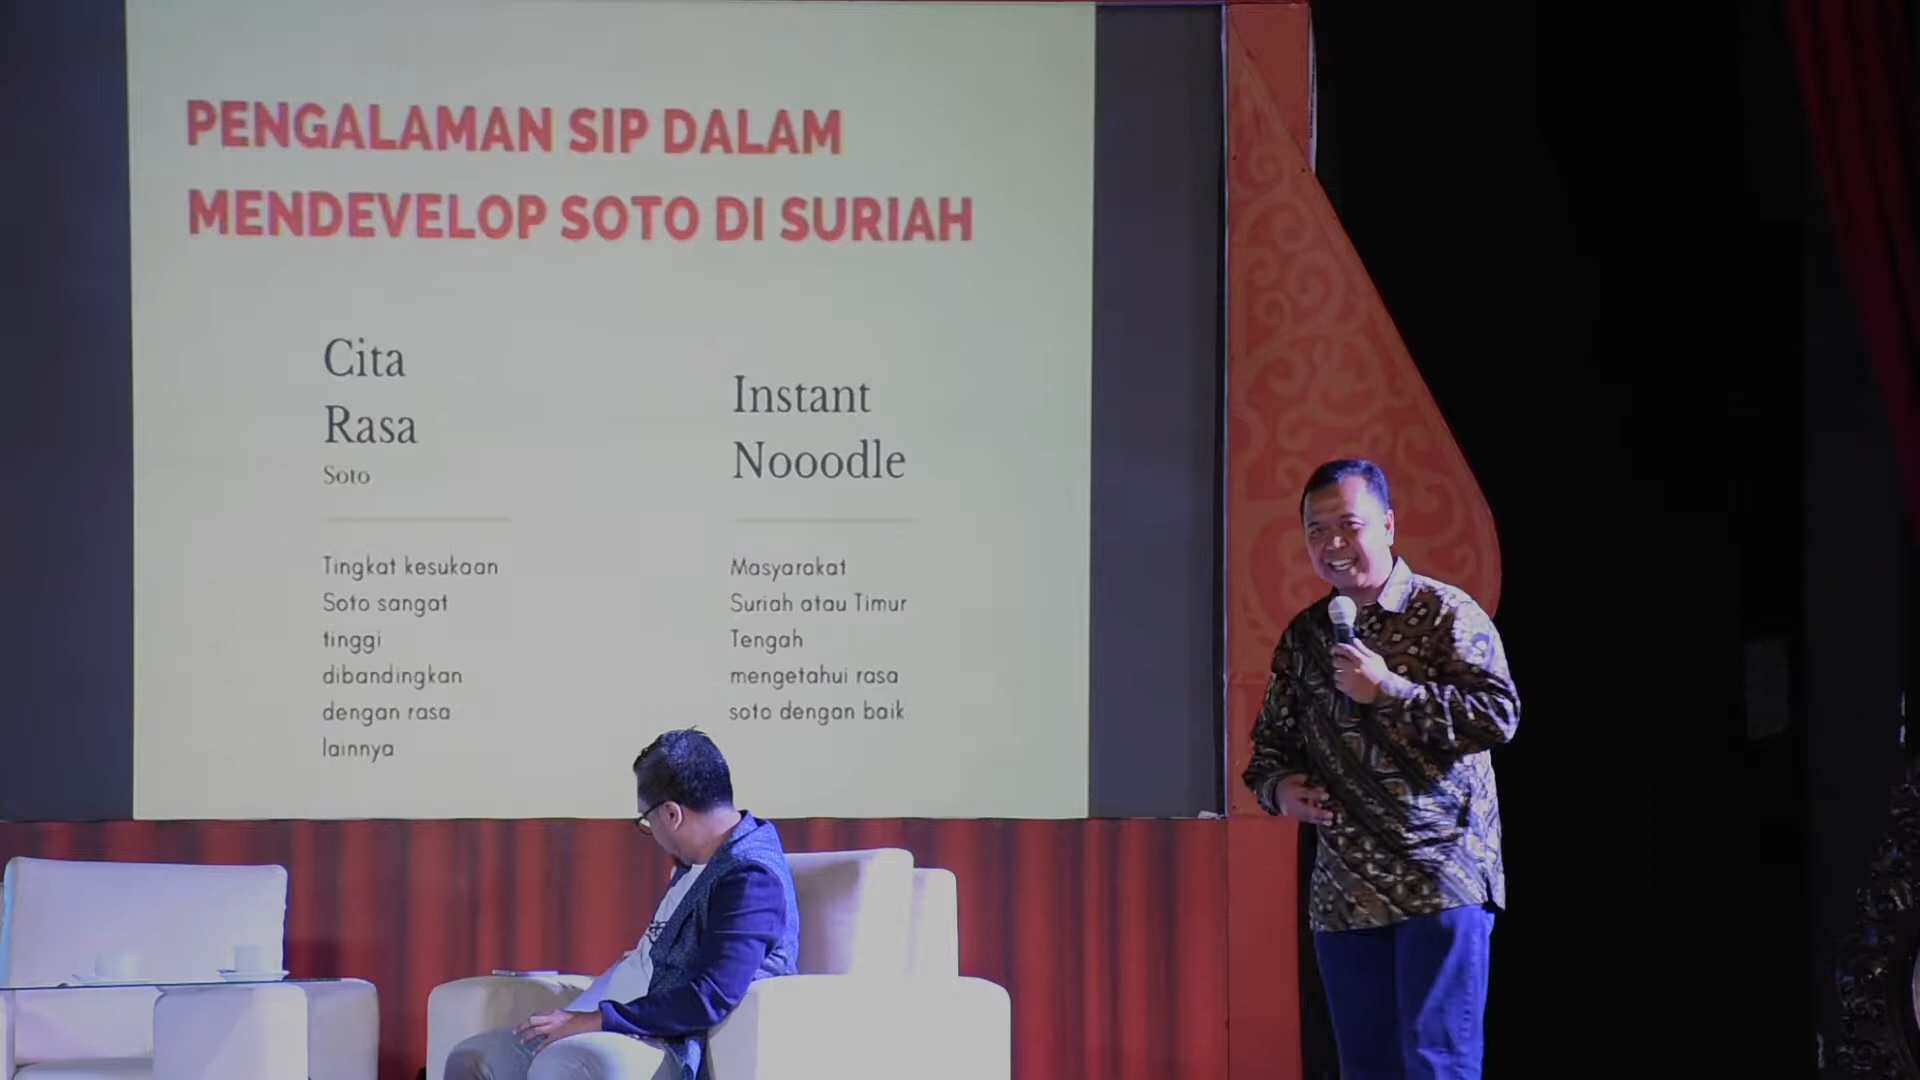 PENGALAMAN SIP DALAM
MENDEVELOP SOTO DI SURIAH
Cita
Rasa
Soto
Tingkat kesukaan
Soto sangat
tinggi
dibandingkan
dengan rasa
lainnya
Instant
Nooodle
Masyarakat
Suriah atau Timur
Tengah
mengetahui rasa
soto dengan baik